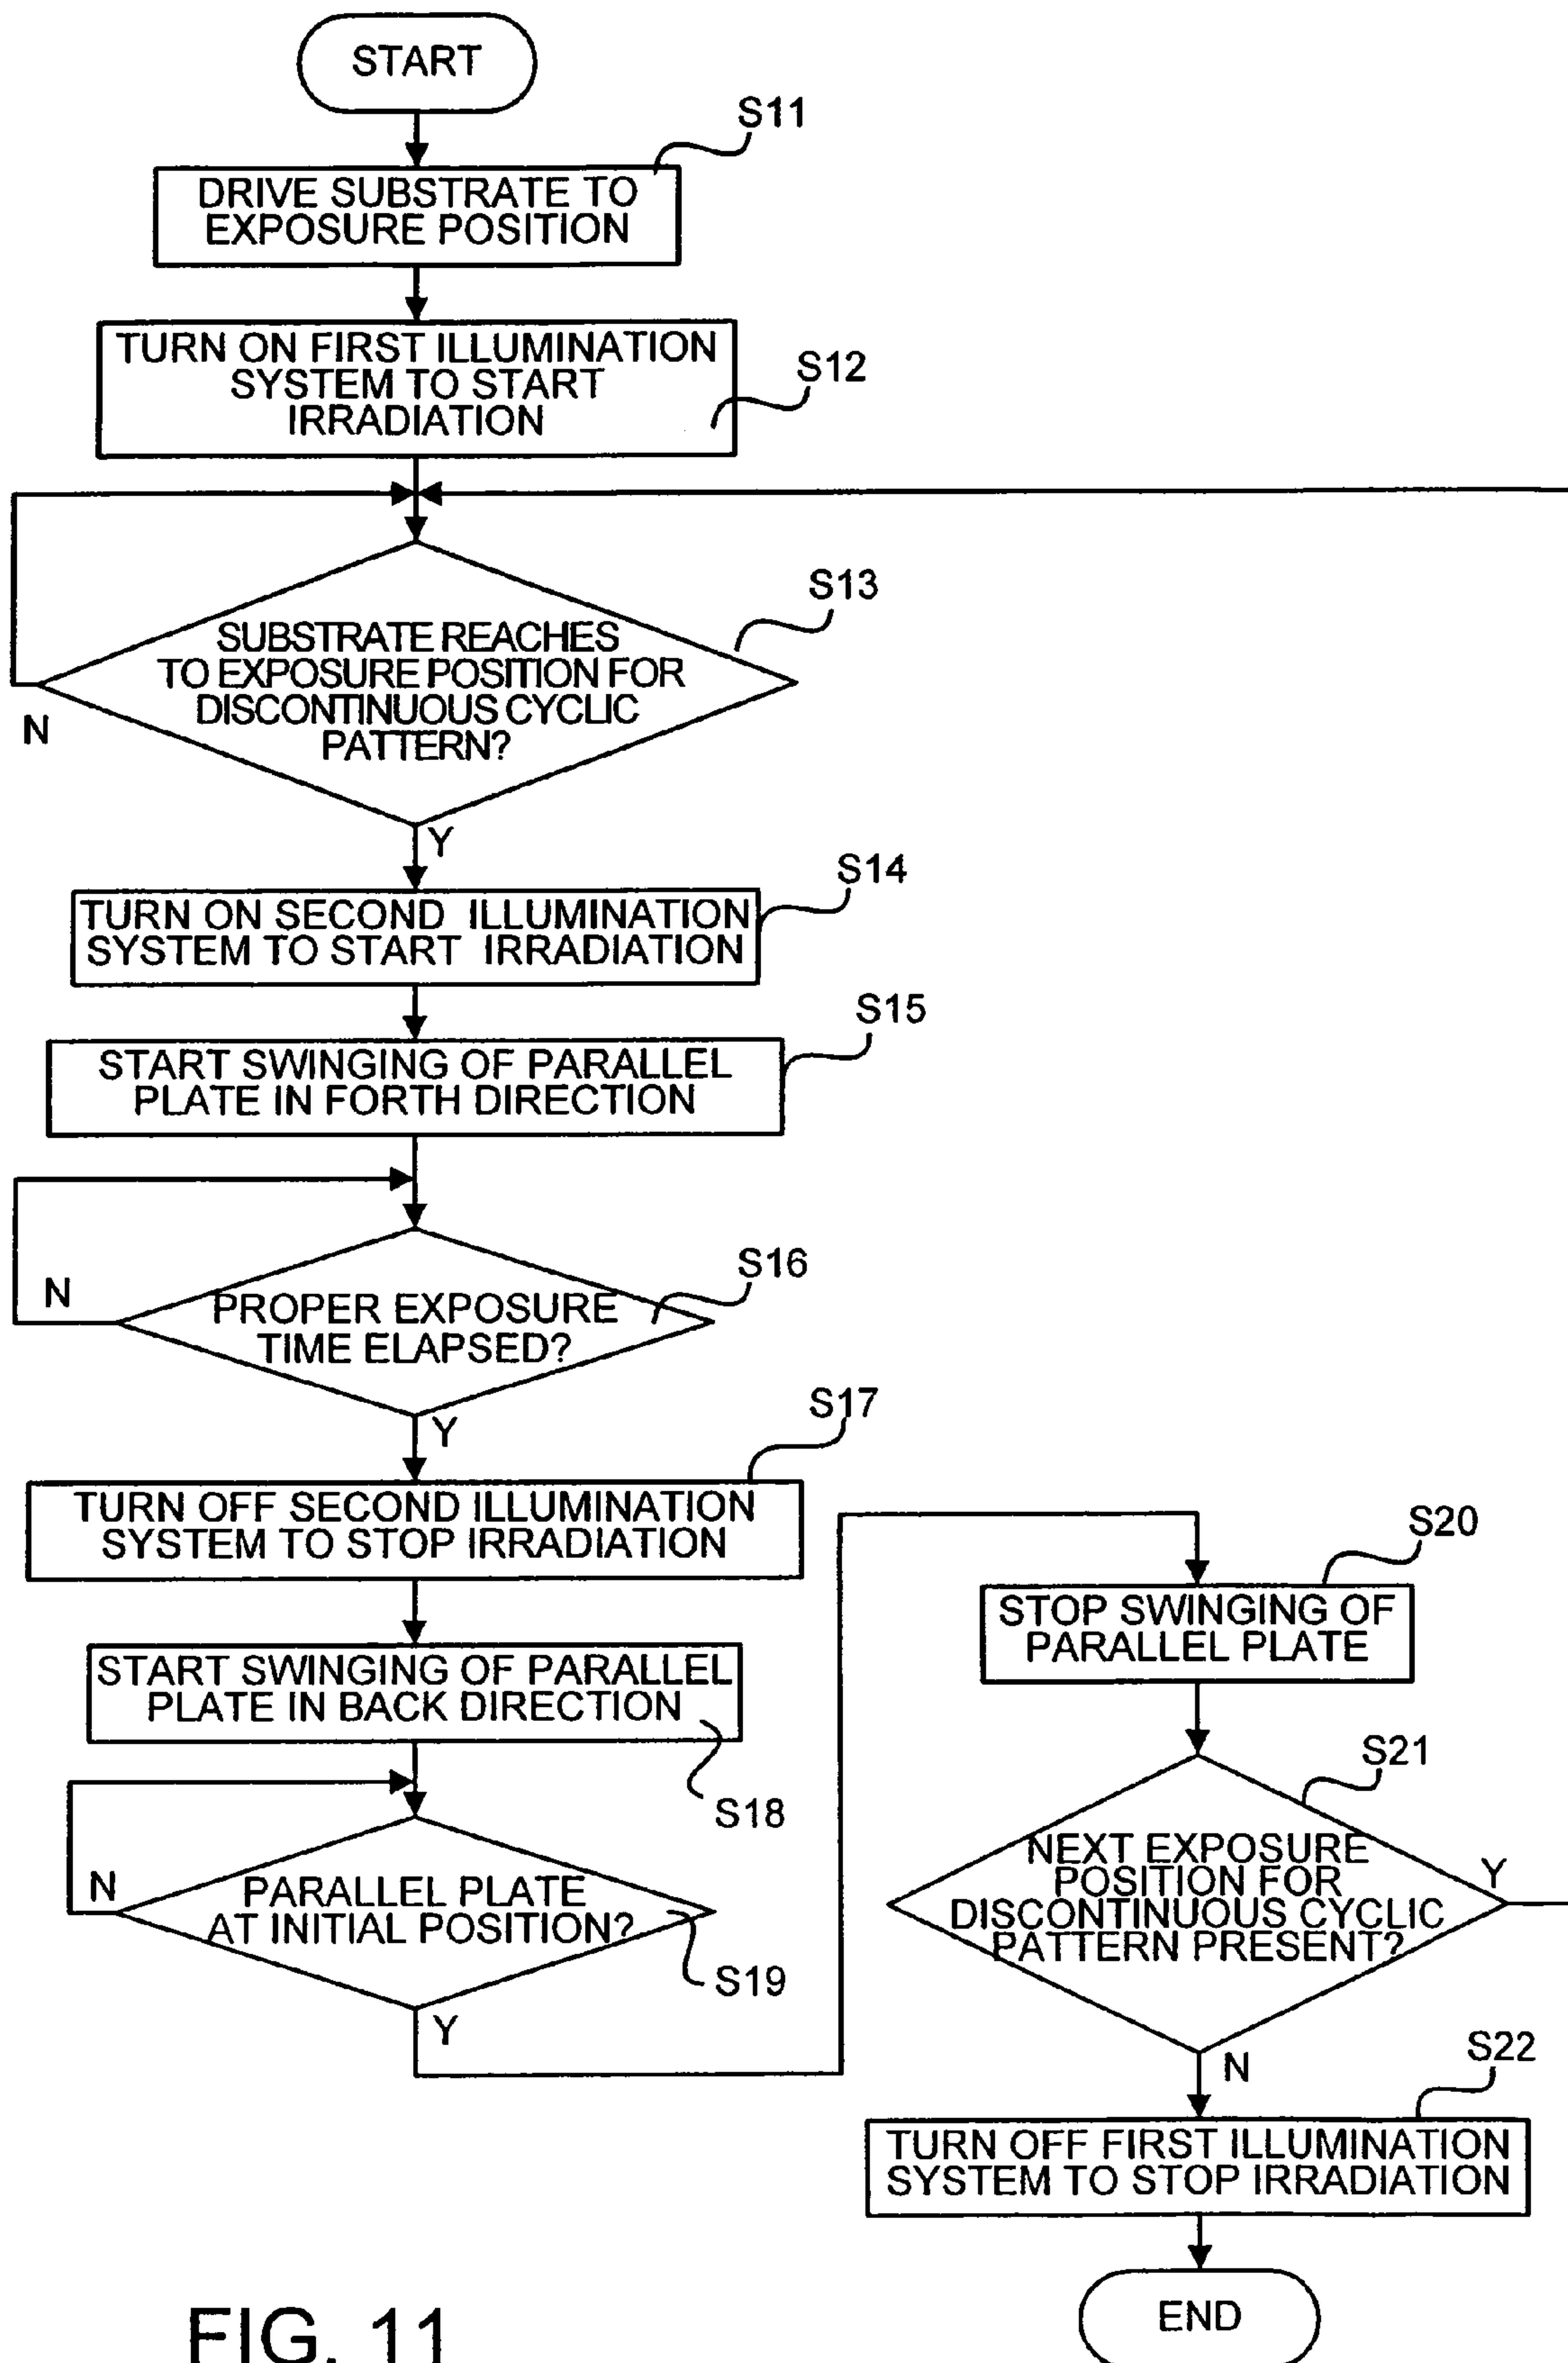 START
S11
DRIVE SUBSTRATE TO
EXPOSURE POSITION
TURN ON FIRST ILLUMINATION
SYSTEM TO START
IRRADIATION
S12
S13
SUBSTRATE REACHES
TO EXPOSURE POSITION FOR
DISCONTINUOUS CYCLIC
PATTERN?
N
Y
S14
TURN ON SECOND ILLUMINATION
SYSTEM TO START IRRADIATION
S15
START SWINGING OF PARALLEL
PLATE IN FORTH DIRECTION
S16
N
PROPER EXPOSURE
TIME ELAPSED?
Y
S17
TURN OFF SECOND ILLUMINATION
SYSTEM TO STOP IRRADIATION
START SWINGING OF PARALLEL
PLATE IN BACK DIRECTION
S18
N
PARALLEL PLATE
AT INITIAL POSITION?
S19
Y
S20
STOP SWINGING OF
PARALLEL PLATE
S21
NEXT EXPOSURE
POSITION FOR
DISCONTINUOUS CYCLIC
PATTERN PRESENT?
Y
N
S22
TURN OFF FIRST ILLUMINATION
SYSTEM TO STOP IRRADIATION
END
FIG. 11